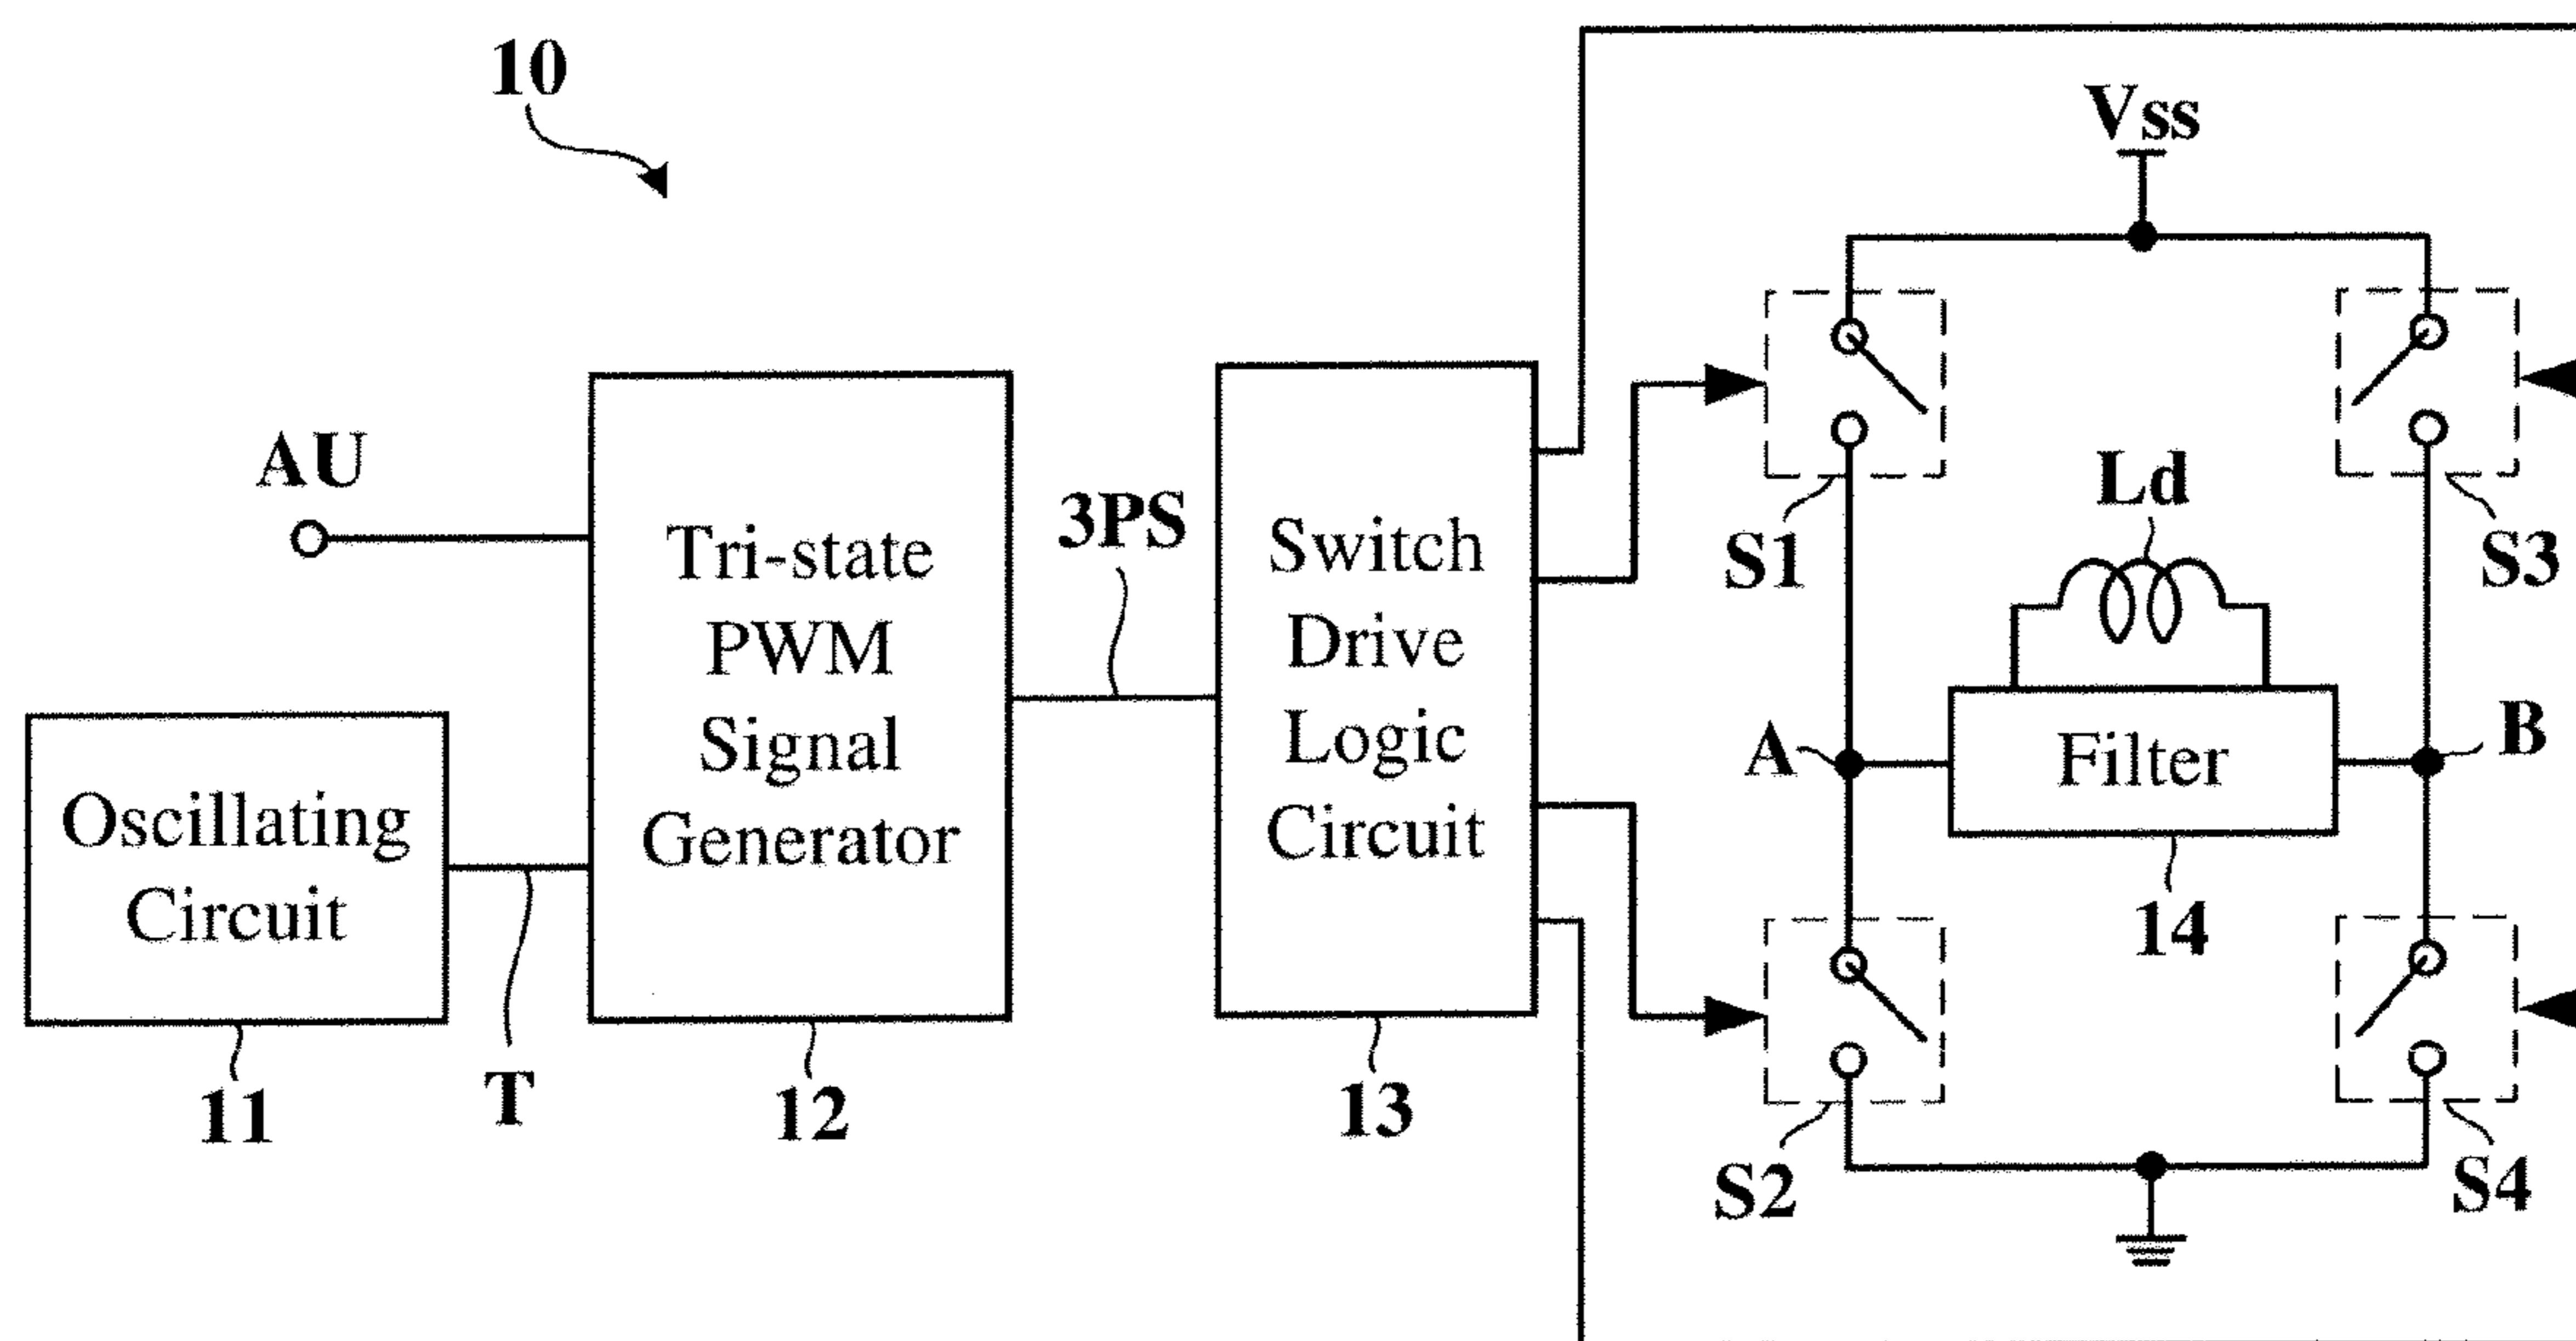 10
Vss
AU
Tri-state
PWM
Signal
Generator
3PS
Switch
Drive
Logic
Circuit
S1
Ld
S3
Oscillating
Circuit
A
Filter
B
14
11
T
12
13
S2
S4